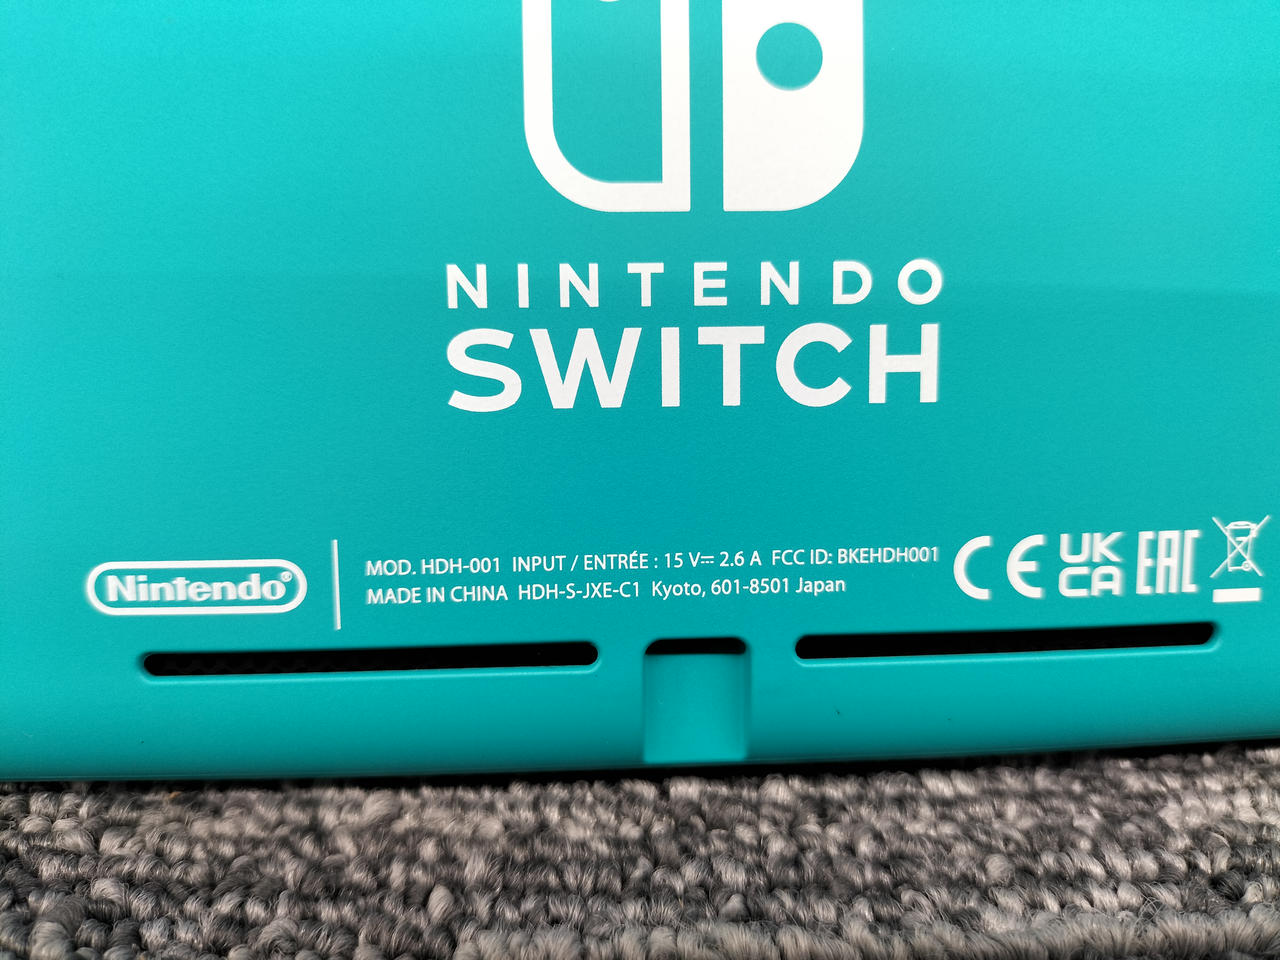 NINTENDO
SWITCH
Nintendo®
MOD. HDH-001 INPUT / ENTRÉE : 15 V⎓ 2.6 A FCC ID: BKEHDH001
MADE IN CHINA HDH-S-JXE-C1 Kyoto, 601-8501 Japan
CE UK CA EAC